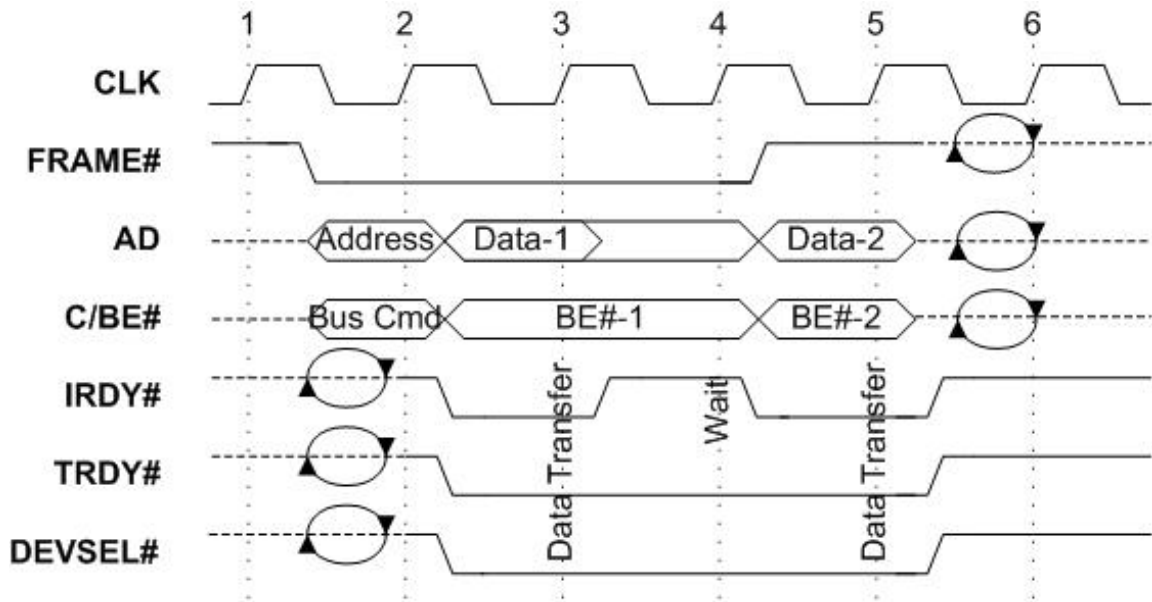 1 2 3 4 5 6
CLK
FRAME#
AD Address Data-1 Data-2
C/BE# Bus Cmd BE#-1 BE#-2
IRDY#
TRDY#
DEVSEL#
Data Transfer
Wait
Data Transfer